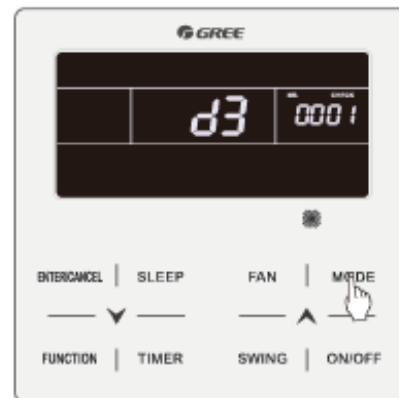 GREE
d3
0001
ENTER/CANCEL | SLEEP
FAN | MODE
FUNCTION | TIMER
SWING | ON/OFF